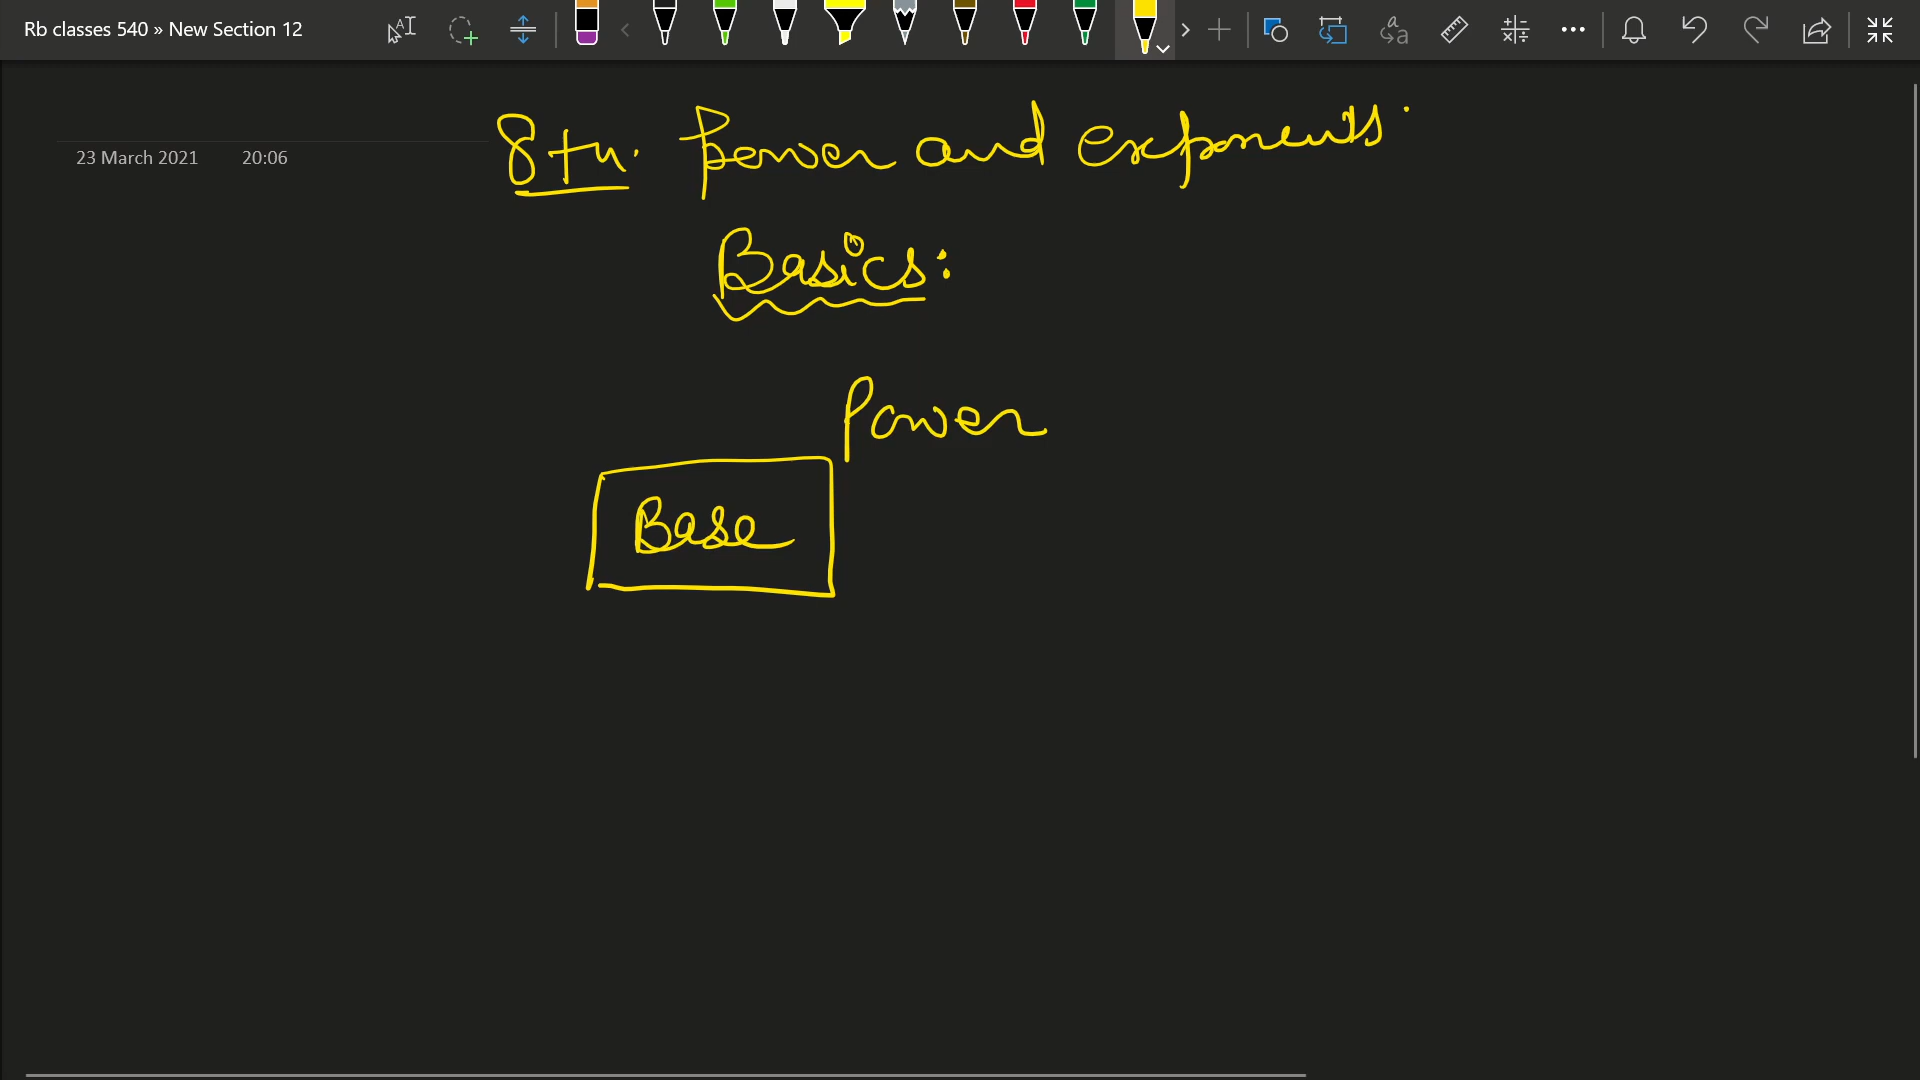 Rb classes 540 » New Section 12
23 March 2021 20:06
8th. Power and exponents.
Basics:
Power
Base